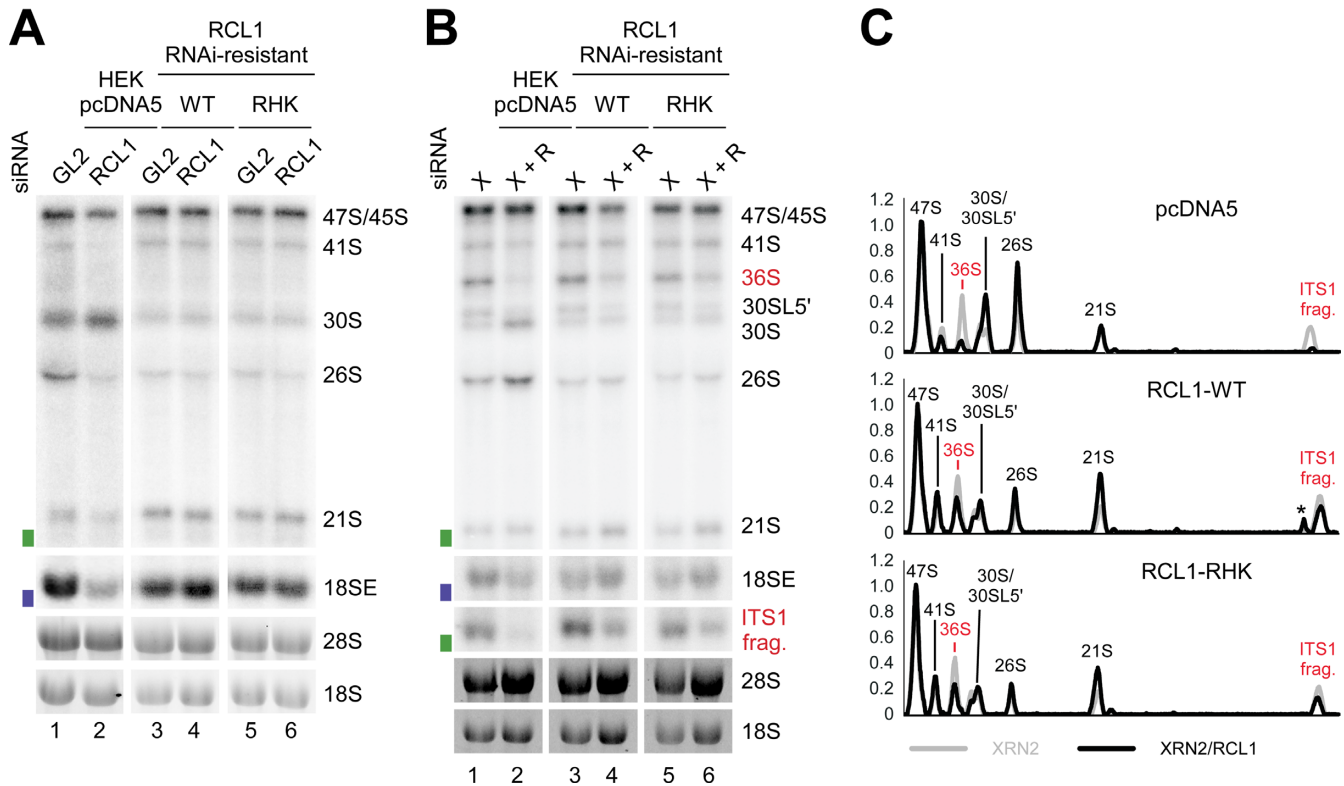 A
RCL1
RNAi-resistant
HEK
pcDNA5
WT
RHK
siRNA
GL2
RCL1
GL2
RCL1
GL2
RCL1
47S/45S
41S
30S
26S
21S
18SE
28S
18S
1 2 3 4 5 6
B
RCL1
RNAi-resistant
HEK
pcDNA5
WT
RHK
siRNA
X
X + R
X
X + R
X
X + R
47S/45S
41S
36S
30SL5'
30S
26S
21S
18SE
ITS1
frag.
28S
18S
1 2 3 4 5 6
C
pcDNA5
1.2
1.0
0.8
0.6
0.4
0.2
0
47S
41S
36S
30S/
30SL5'
26S
21S
ITS1
frag.
RCL1-WT
1.2
1.0
0.8
0.6
0.4
0.2
0
47S
41S
36S
30S/
30SL5'
26S
21S
ITS1
frag.
*
RCL1-RHK
1.2
1.0
0.8
0.6
0.4
0.2
0
47S
41S
36S
30S/
30SL5'
26S
21S
ITS1
frag.
XRN2
XRN2/RCL1